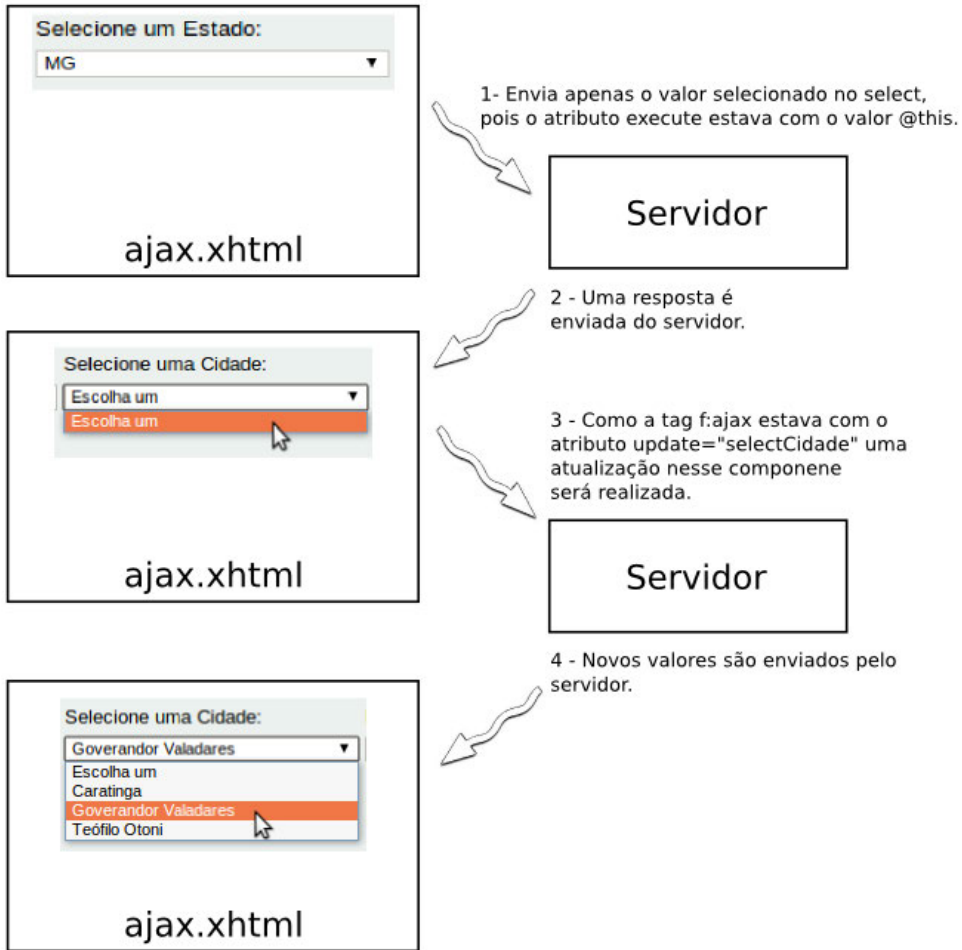 Selecione um Estado:
MG
ajax.xhtml
1- Envia apenas o valor selecionado no select,
pois o atributo execute estava com o valor @this.
Servidor
2 - Uma resposta é
enviada do servidor.
Selecione uma Cidade:
Escolha um
Escolha um
ajax.xhtml
3 - Como a tag f:ajax estava com o
atributo update="selectCidade" uma
atualização nesse componene
será realizada.
Servidor
4 - Novos valores são enviados pelo
servidor.
Selecione uma Cidade:
Goverandor Valadares
Escolha um
Caratinga
Goverandor Valadares
Teófilo Otoni
ajax.xhtml